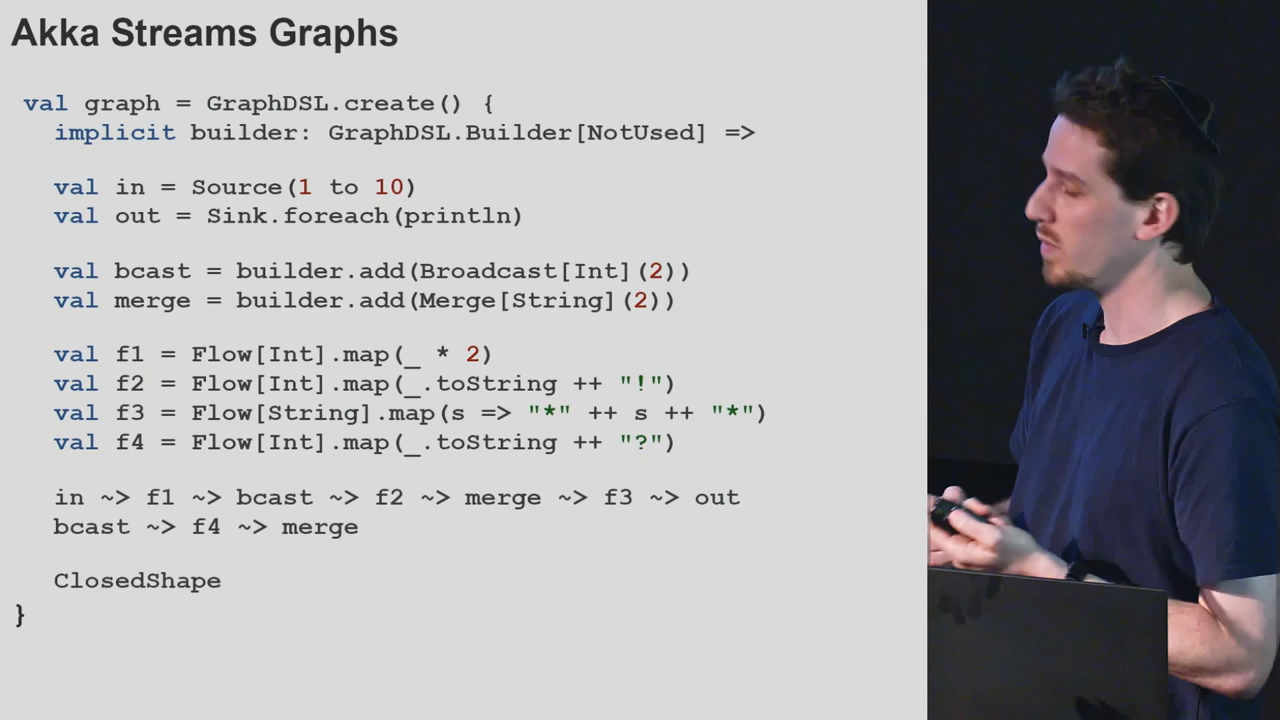 Akka Streams Graphs
val graph = GraphDSL.create() {
implicit builder: GraphDSL.Builder[NotUsed] =>
val in = Source(1 to 10)
val out = Sink.foreach(println)
val bcast = builder.add(Broadcast[Int](2))
val merge = builder.add(Merge[String](2))
val f1 = Flow[Int].map(_ * 2)
val f2 = Flow[Int].map(_.toString ++ "!")
val f3 = Flow[String].map(s => "*" ++ s ++ "*")
val f4 = Flow[Int].map(_.toString ++ "?")
in ~> f1 ~> bcast ~> f2 ~> merge ~> f3 ~> out
bcast ~> f4 ~> merge
ClosedShape
}